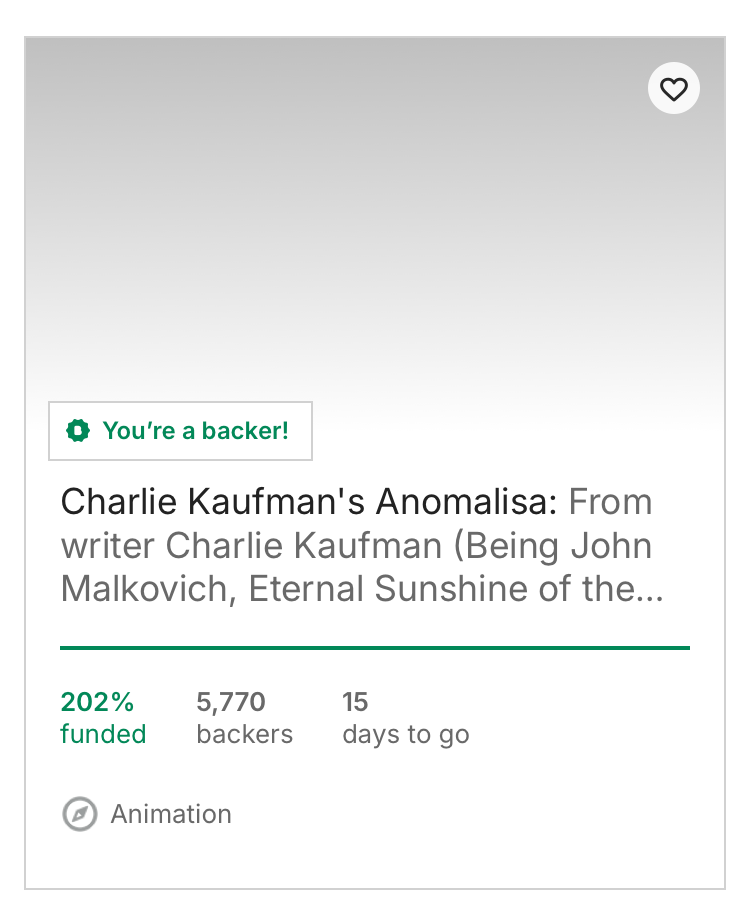 You’re a backer!
Charlie Kaufman's Anomalisa: From
writer Charlie Kaufman (Being John
Malkovich, Eternal Sunshine of the...
202% 5,770 15
funded backers days to go
Animation